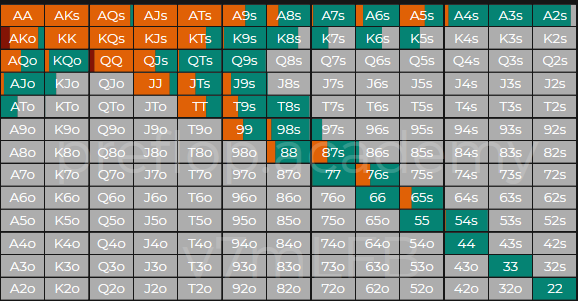 AA AKs AQs AJs ATs A9s A8s A7s A6s A5s A4s A3s A2s
AKo KK KQs KJs KTs K9s K8s K7s K6s K5s K4s K3s K2s
AQo KQo QQ QJs QTs Q9s Q8s Q7s Q6s Q5s Q4s Q3s Q2s
AJo KJo QJo JJ JTs J9s J8s J7s J6s J5s J4s J3s J2s
ATo KTo QTo JTo TT T9s T8s T7s T6s T5s T4s T3s T2s
A9o K9o Q9o J9o T9o 99 98s 97s 96s 95s 94s 93s 92s
A8o K8o Q8o J8o T8o 98o 88 87s 86s 85s 84s 83s 82s
preflop.academy
A7o K7o Q7o J7o T7o 97o 87o 77 76s 75s 74s 73s 72s
A6o K6o Q6o J6o T6o 96o 86o 76o 66 65s 64s 63s 62s
A5o K5o Q5o J5o T5o 95o 85o 75o 65o 55 54s 53s 52s
A4o K4o Q4o J4o T4o 94o 84o 74o 64o 54o 44 43s 42s
A3o K3o Q3o J3o T3o 93o 83o 73o 63o 53o 43o 33 32s
A2o K2o Q2o J2o T2o 92o 82o 72o 62o 52o 42o 32o 22